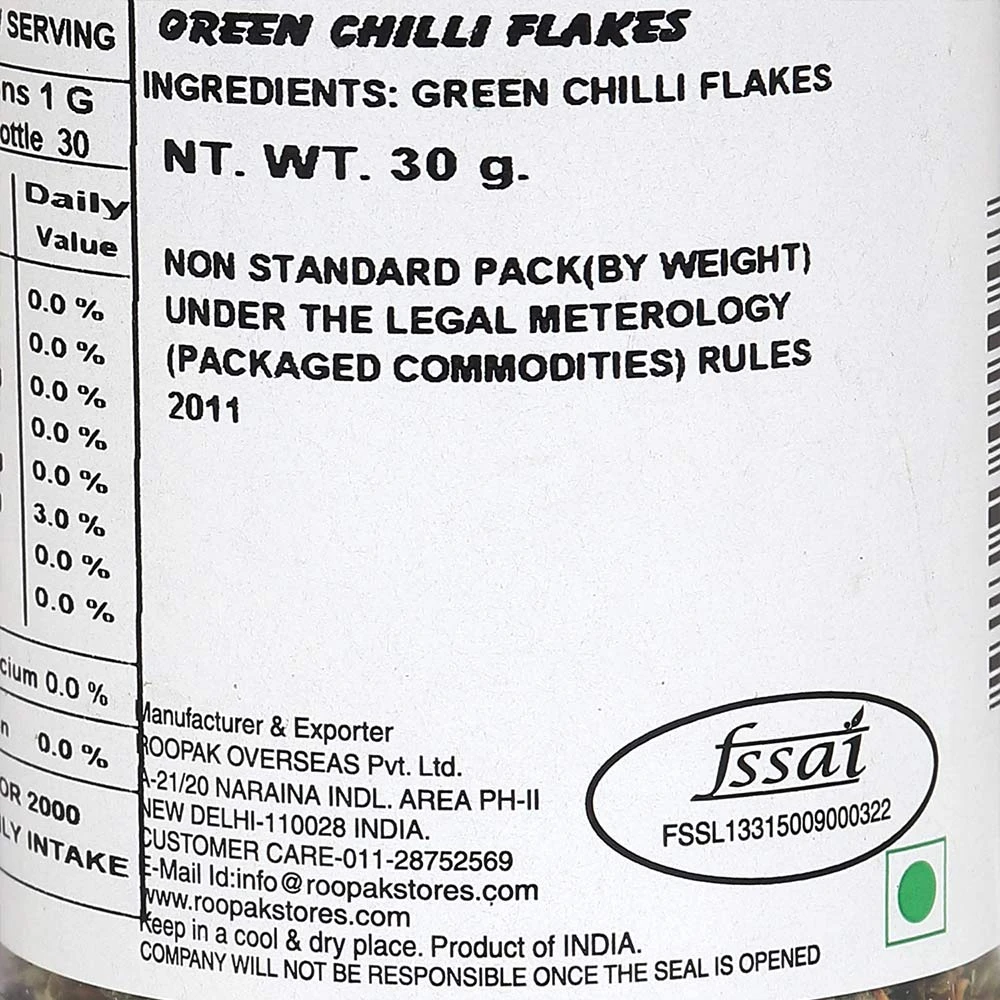 SERVING
1 G
30
Daily
Value
0.0 %
0.0 %
0.0 %
0.0 %
0.0 %
3.0 %
0.0 %
0.0 %
0.0 %
0.0 %
2000
INTAKE
GREEN CHILLI FLAKES
INGREDIENTS: GREEN CHILLI FLAKES
NT. WT. 30 g.
NON STANDARD PACK(BY WEIGHT)
UNDER THE LEGAL METEROLOGY
(PACKAGED COMMODITIES) RULES
2011
Manufacturer & Exporter
ROOPAK OVERSEAS Pvt. Ltd.
A-21/20 NARAINA INDL. AREA PH-II
NEW DELHI-110028 INDIA.
CUSTOMER CARE-011-28752569
E-Mail Id:info@roopakstores.com
www.roopakstores.com
Keep in a cool & dry place. Product of INDIA.
COMPANY WILL NOT BE RESPONSIBLE ONCE THE SEAL IS OPENED
fssai
FSSL13315009000322